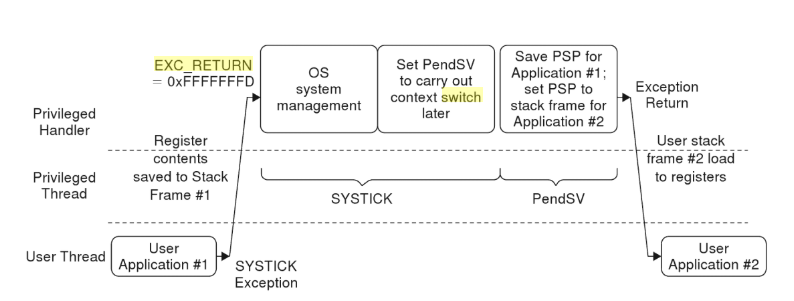 EXC_RETURN
= 0xFFFFFFFD
OS
system
management
Set PendSV
to carry out
context switch
later
Save PSP for
Application #1;
set PSP to
stack frame for
Application #2
Exception
Return
Privileged
Handler
Register
contents
saved to Stack
Frame #1
User stack
frame #2 load
to registers
Privileged
Thread
SYSTICK
PendSV
User Thread
User
Application #1
SYSTICK
Exception
User
Application #2